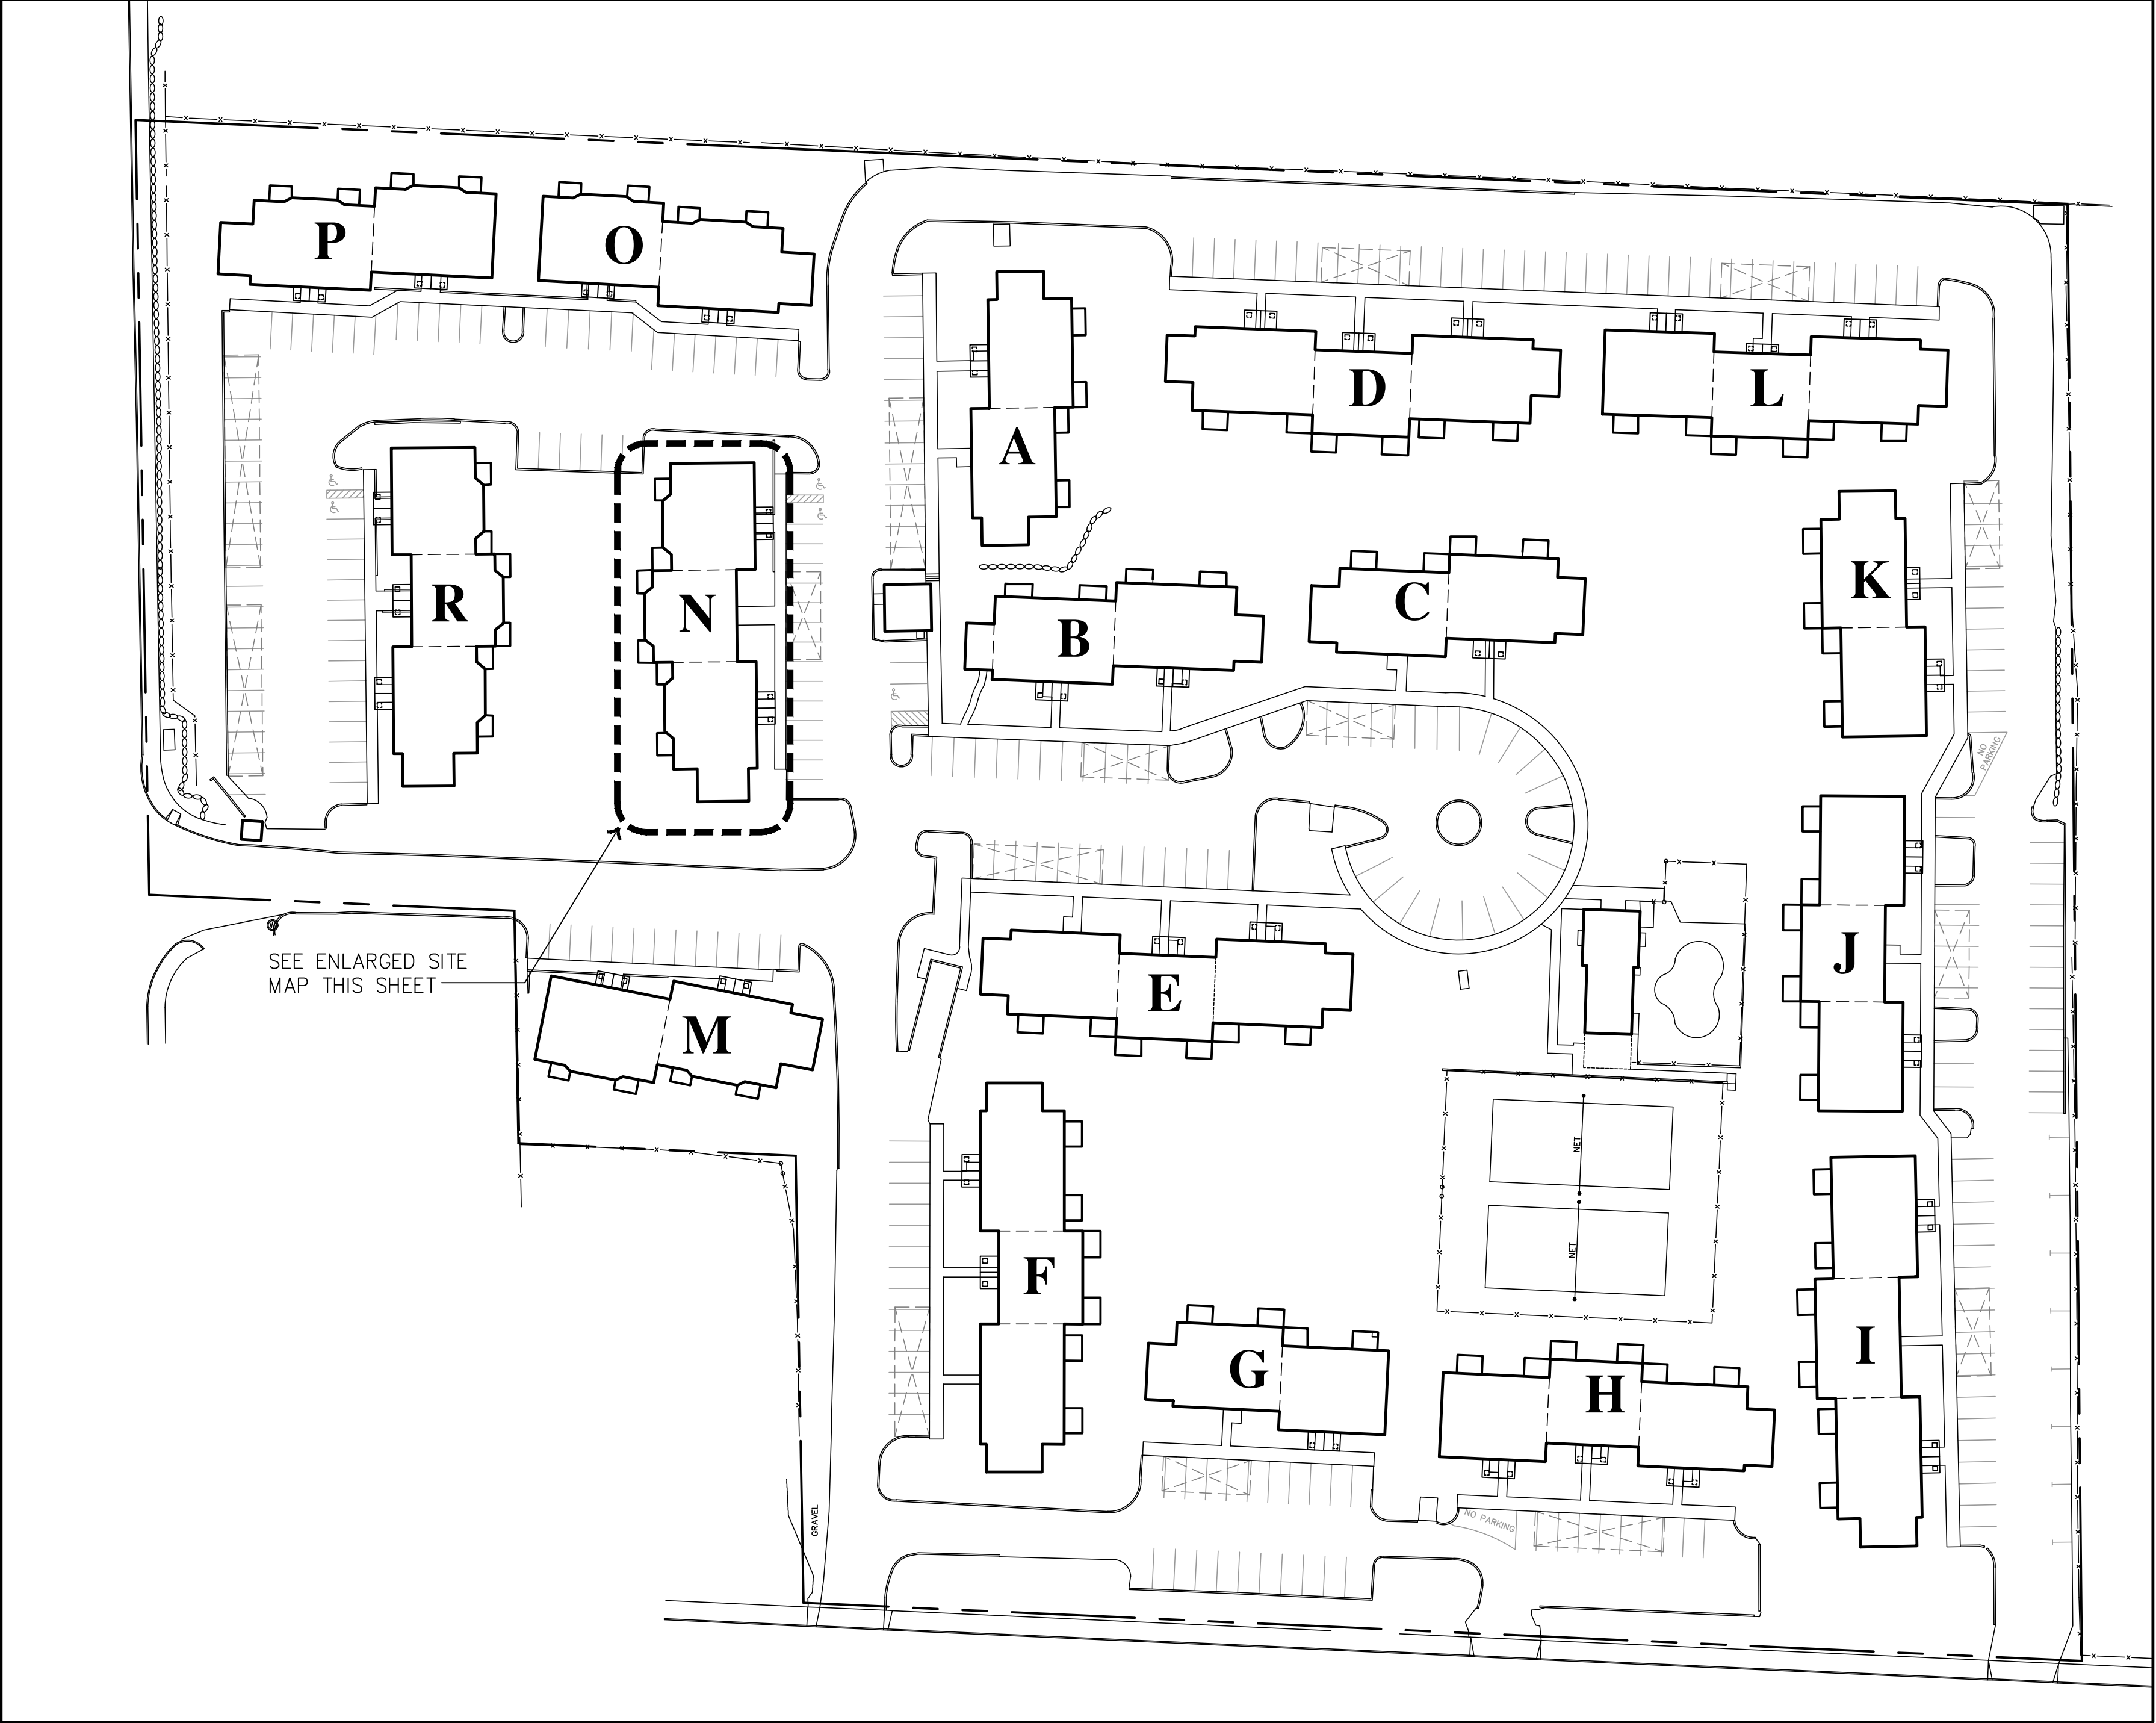 P
O
D
L
A
K
R
N
C
B
NO
PARKING
J
SEE ENLARGED SITE
MAP THIS SHEET
E
M
NET
NET
F
I
G
H
NO PARKING
GRAVEL
W